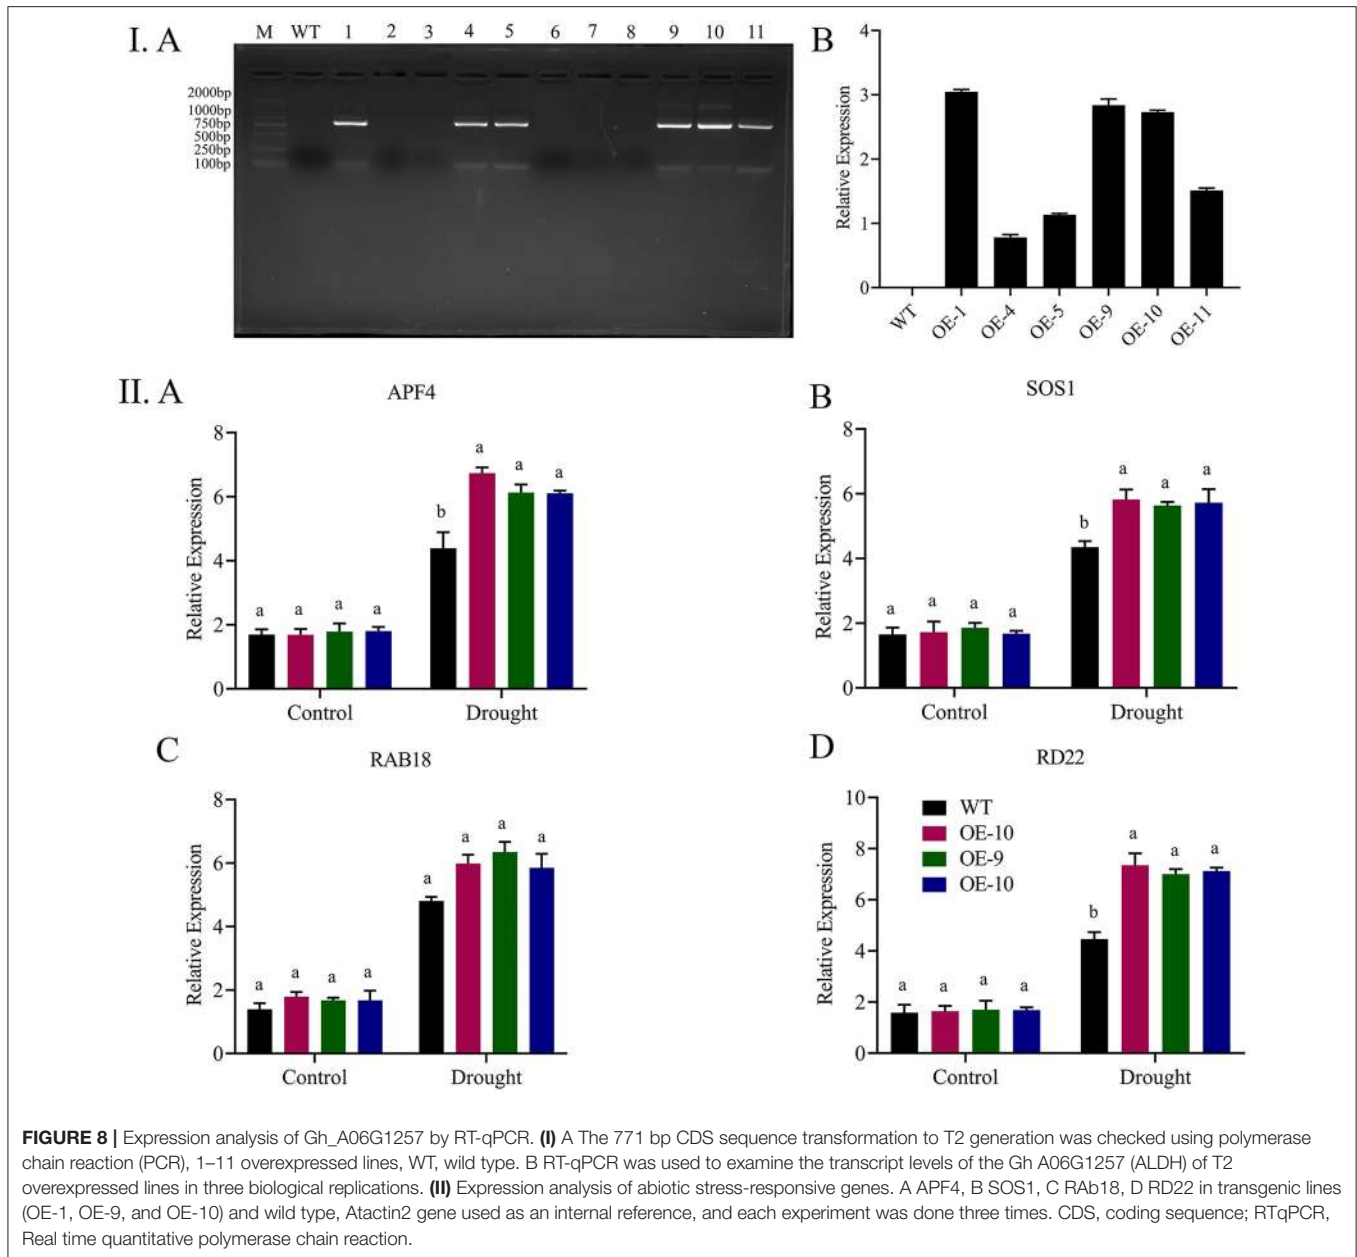 I. A
M WT 1 2 3 4 5 6 7 8 9 10 11
2000bp
1000bp
750bp
500bp
250bp
100bp
B
Relative Expression
4
3
2
1
0
WT OE-1 OE-4 OE-5 OE-9 OE-10 OE-11
II. A
APF4
Relative Expression
8
6
4
2
0
a a a a b a a a
Control Drought
B
SOS1
Relative Expression
8
6
4
2
0
a a a a b a a a
Control Drought
C
RAB18
Relative Expression
8
6
4
2
0
a a a a a a a a
Control Drought
D
RD22
Relative Expression
10
8
6
4
2
0
WT
OE-10
OE-9
OE-10
a a a a b a a a
Control Drought
FIGURE 8 | Expression analysis of Gh_A06G1257 by RT-qPCR. (I) A The 771 bp CDS sequence transformation to T2 generation was checked using polymerase
chain reaction (PCR), 1–11 overexpressed lines, WT, wild type. B RT-qPCR was used to examine the transcript levels of the Gh A06G1257 (ALDH) of T2
overexpressed lines in three biological replications. (II) Expression analysis of abiotic stress-responsive genes. A APF4, B SOS1, C RAb18, D RD22 in transgenic lines
(OE-1, OE-9, and OE-10) and wild type, Atactin2 gene used as an internal reference, and each experiment was done three times. CDS, coding sequence; RTqPCR,
Real time quantitative polymerase chain reaction.